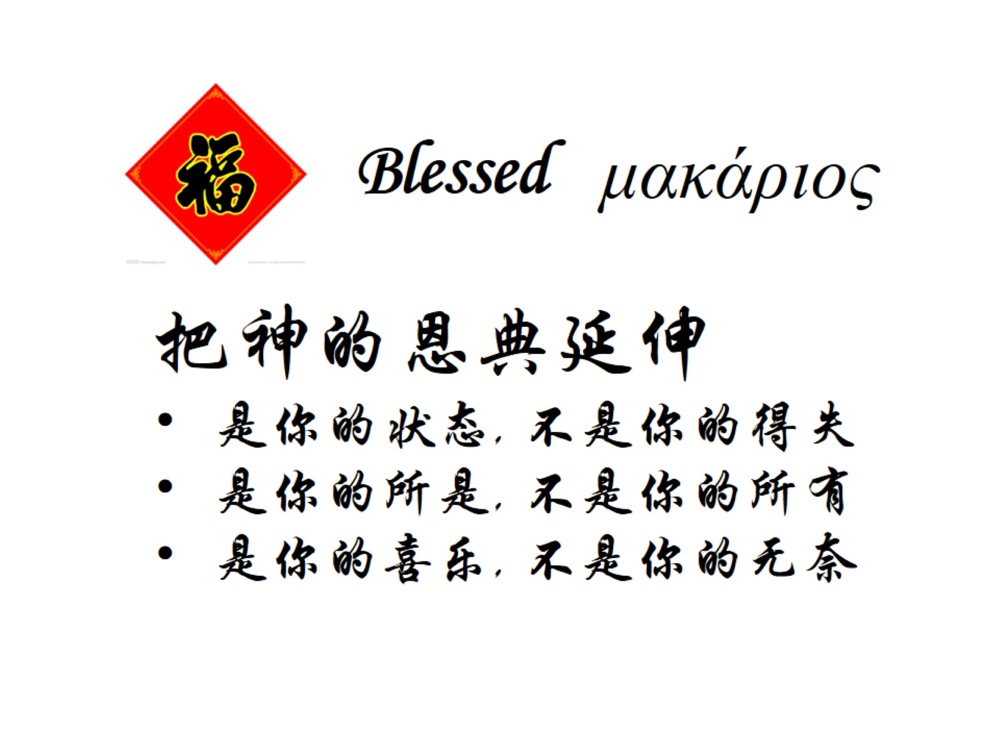 福 Blessed μακάριος
把神的恩典延伸
• 是你的状态, 不是你的得失
• 是你的所是, 不是你的所有
• 是你的喜乐, 不是你的无奈